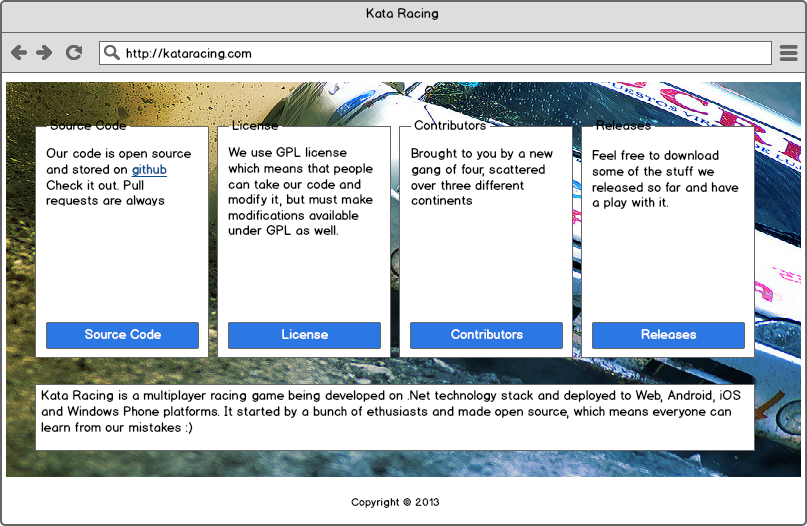 Kata Racing
http://kataracing.com
Source Code
Our code is open source
and stored on github
Check it out. Pull
requests are always
Source Code
License
We use GPL license
which means that people
can take our code and
modify it, but must make
modifications available
under GPL as well.
License
Contributors
Brought to you by a new
gang of four, scattered
over three different
continents
Contributors
Releases
Feel free to download
some of the stuff we
released so far and have
a play with it.
Releases
Kata Racing is a multiplayer racing game being developed on .Net technology stack and deployed to Web, Android, iOS
and Windows Phone platforms. It started by a bunch of ethusiasts and made open source, which means everyone can
learn from our mistakes :)
Copyright © 2013